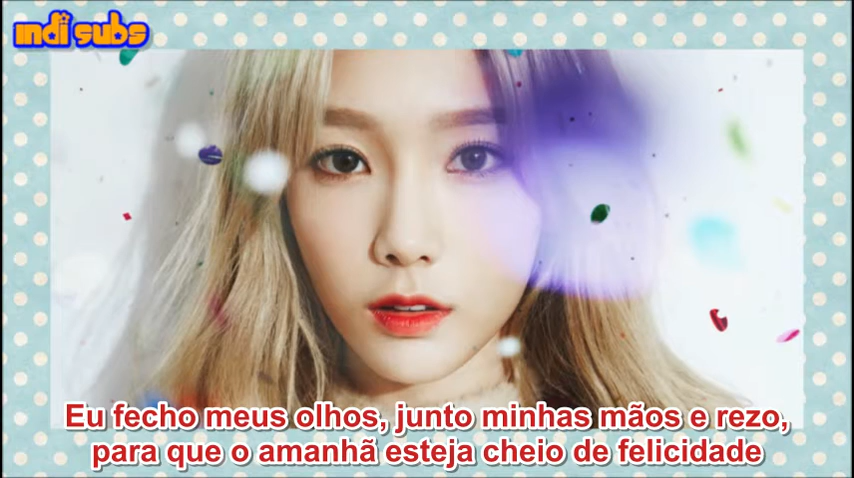 indi subs
Eu fecho meus olhos, junto minhas mãos e rezo,
para que o amanhã esteja cheio de felicidade